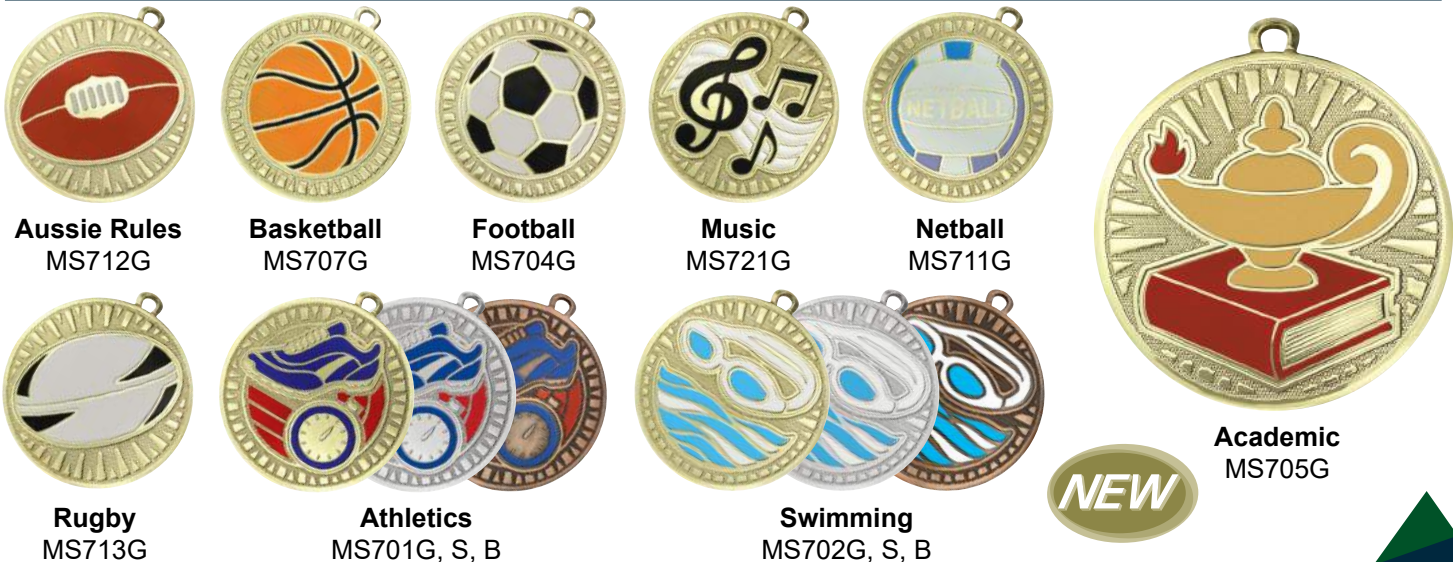 NETBALL
Aussie Rules
MS712G
Basketball
MS707G
Football
MS704G
Music
MS721G
Netball
MS711G
Academic
MS705G
NEW
Rugby
MS713G
Athletics
MS701G, S, B
Swimming
MS702G, S, B